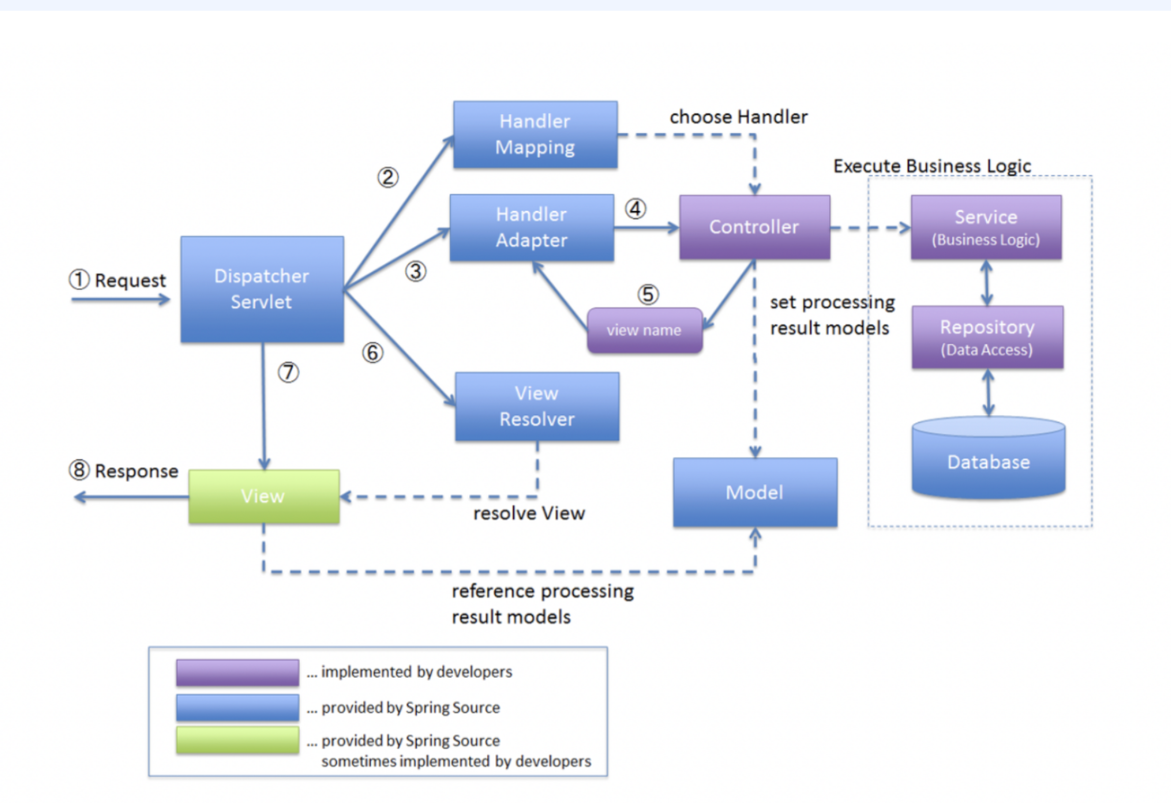 Handler
Mapping
choose Handler
②
Execute Business Logic
Handler
Adapter
④
Controller
Service
(Business Logic)
① Request
Dispatcher
Servlet
③
⑤
view name
set processing
result models
Repository
(Data Access)
⑥
⑦
View
Resolver
Database
⑧ Response
View
resolve View
Model
reference processing
result models
... implemented by developers
... provided by Spring Source
... provided by Spring Source
sometimes implemented by developers